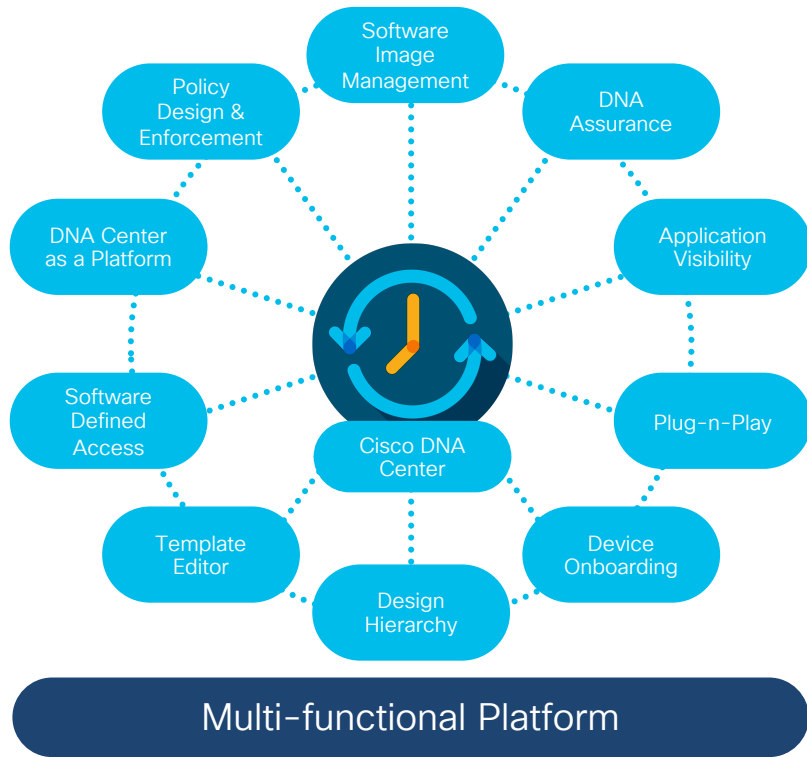 Software
Image
Management
Policy
Design &
Enforcement
DNA
Assurance
DNA Center
as a Platform
Application
Visibility
Software
Defined
Access
Plug-n-Play
Cisco DNA
Center
Template
Editor
Device
Onboarding
Design
Hierarchy
Multi-functional Platform